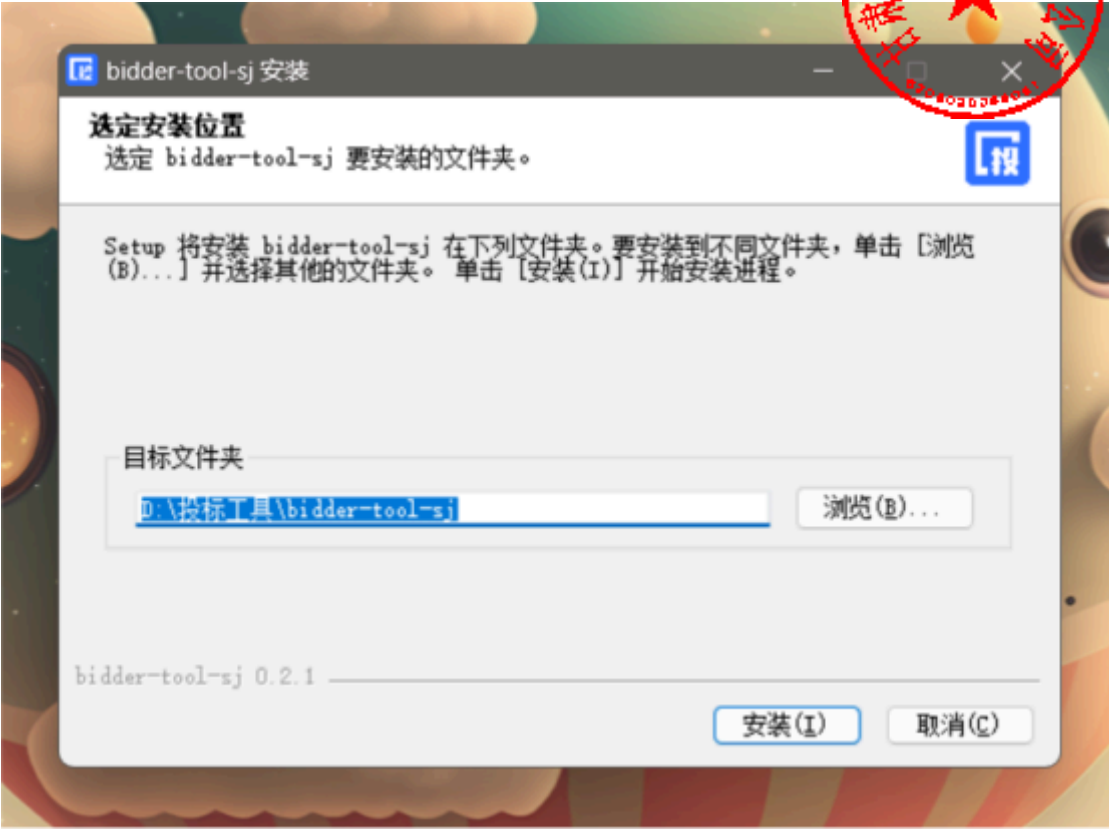 bidder-tool-sj 安装
选定安装位置
选定 bidder-tool-sj 要安装的文件夹。
投
Setup 将安装 bidder-tool-sj 在下列文件夹。要安装到不同文件夹，单击 [浏览
(B)...] 并选择其他的文件夹。 单击 [安装(I)] 开始安装进程。
目标文件夹
D:\投标工具\bidder-tool-sj
浏览(B)...
bidder-tool-sj 0.2.1
安装(I)
取消(C)